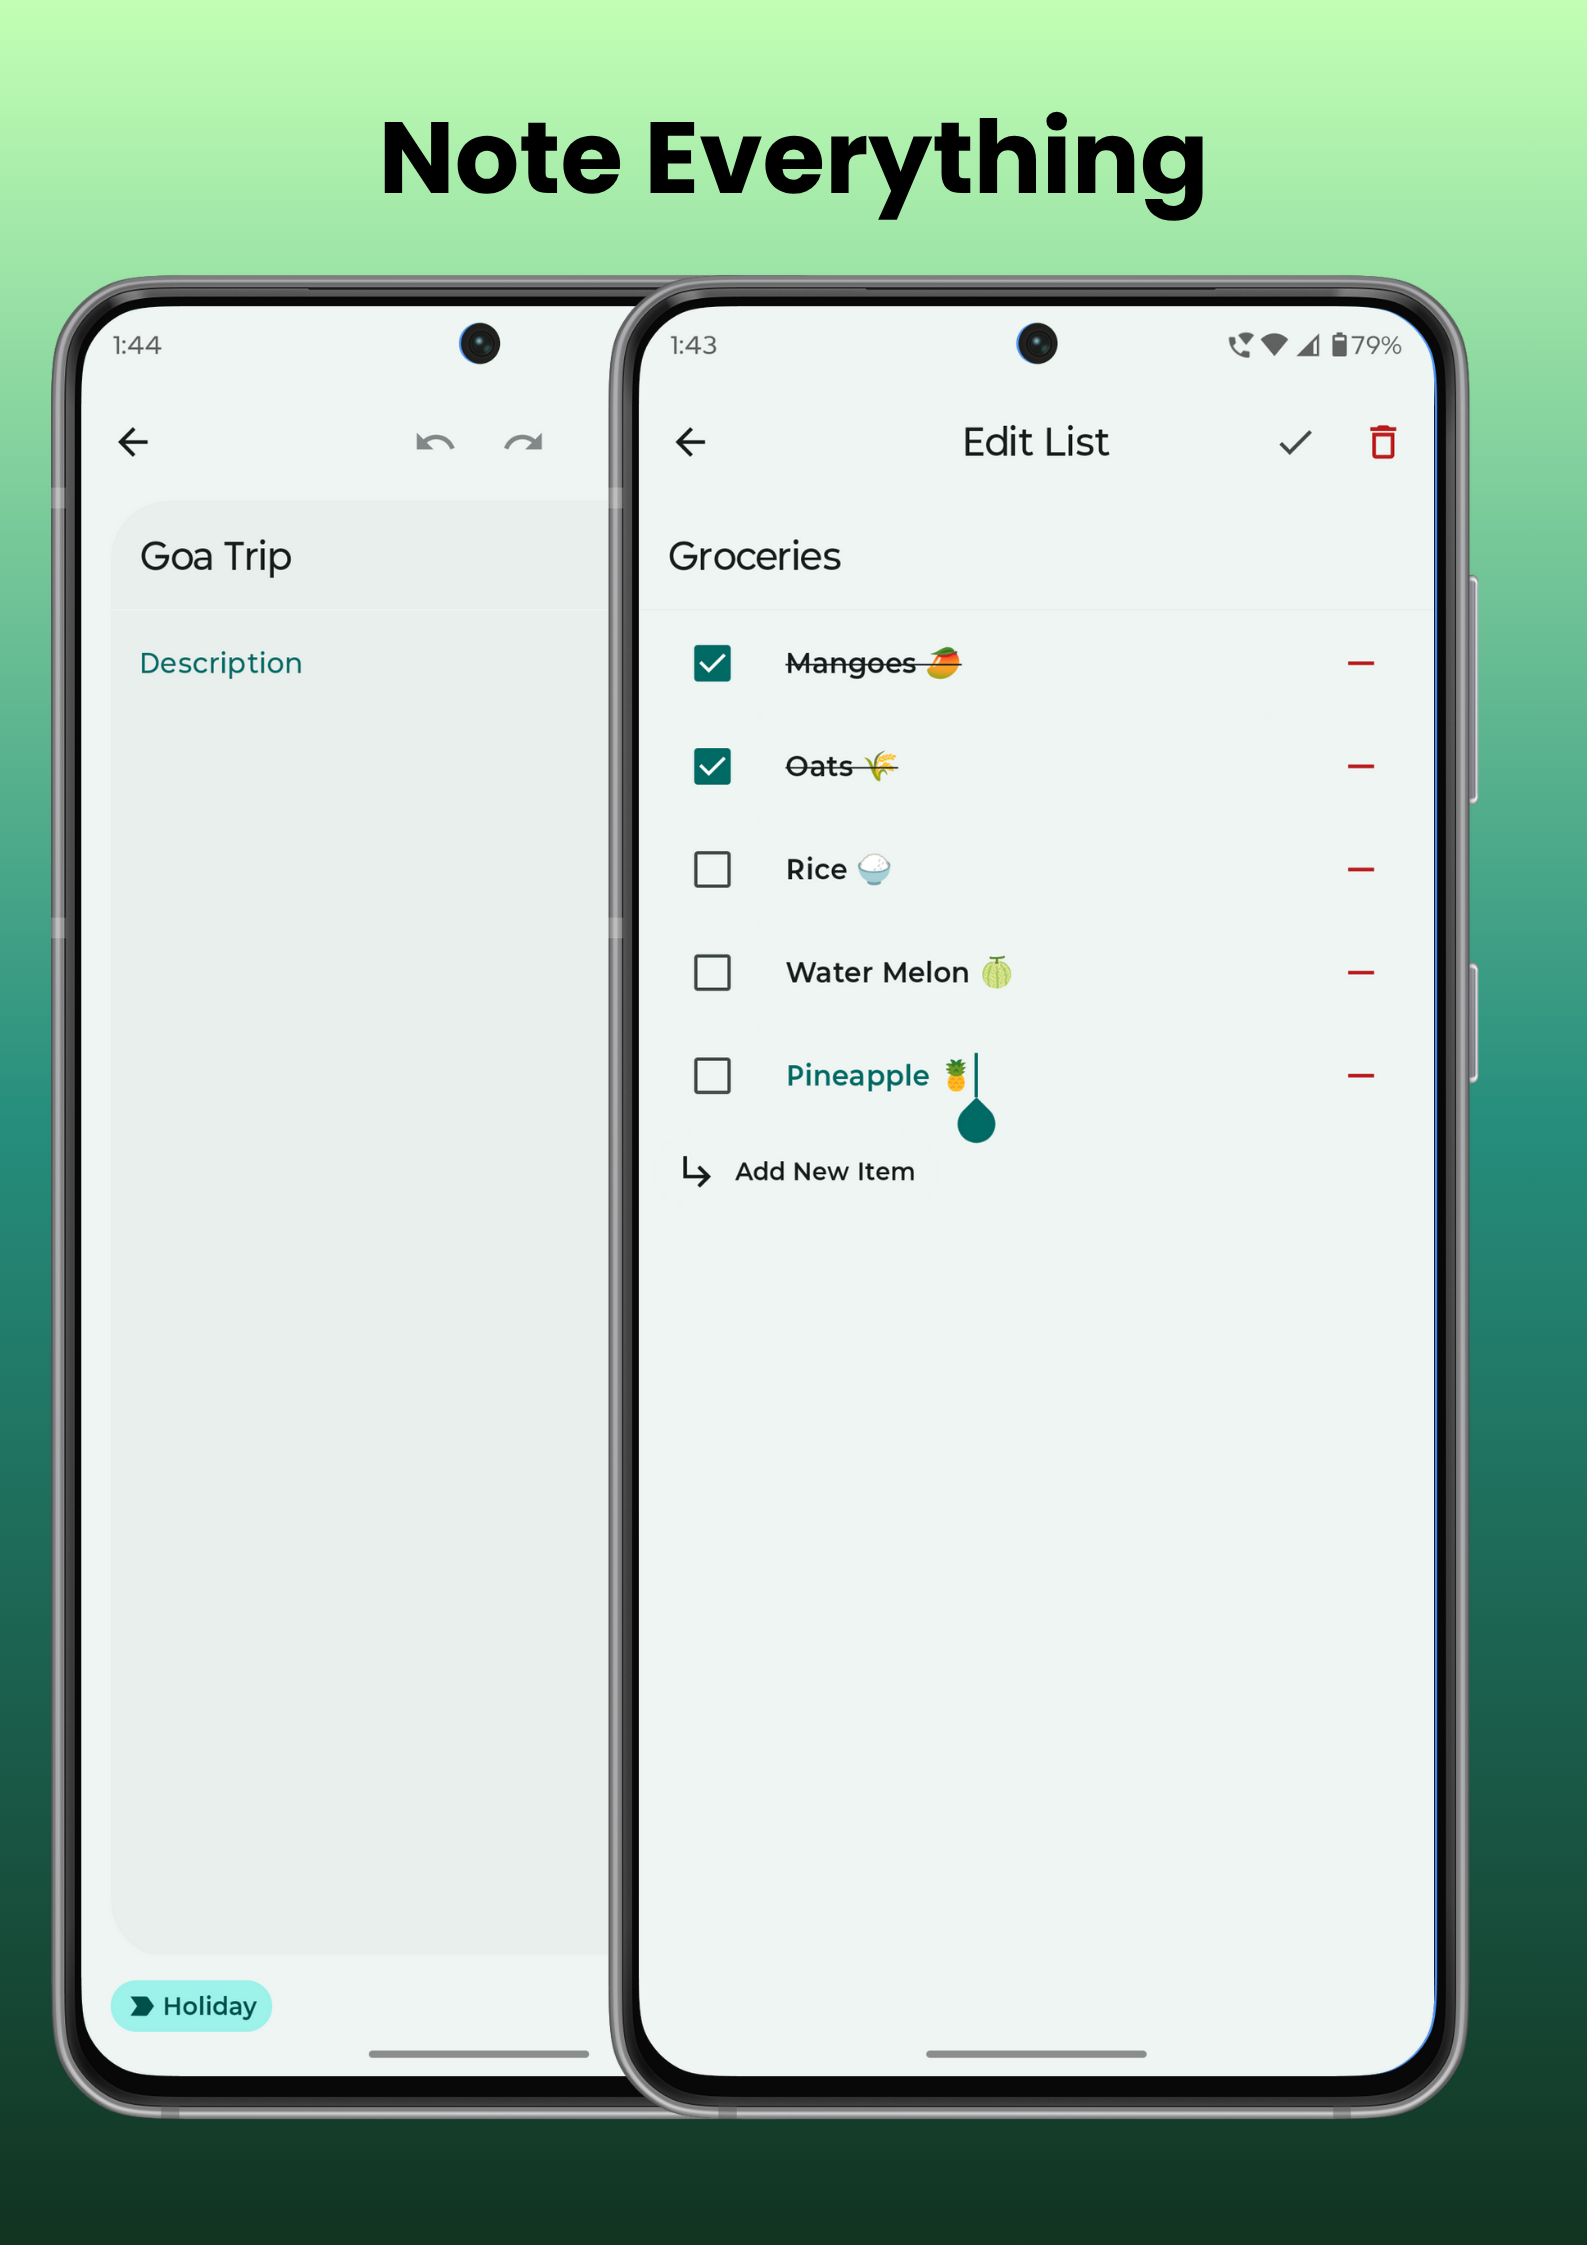 Note Everything
1:44
Goa Trip
Description
Holiday
1:43
79%
Edit List
Groceries
Mangoes 🥭
Oats 🌾
Rice 🍚
Water Melon 🍈
Pineapple 🍍
Add New Item